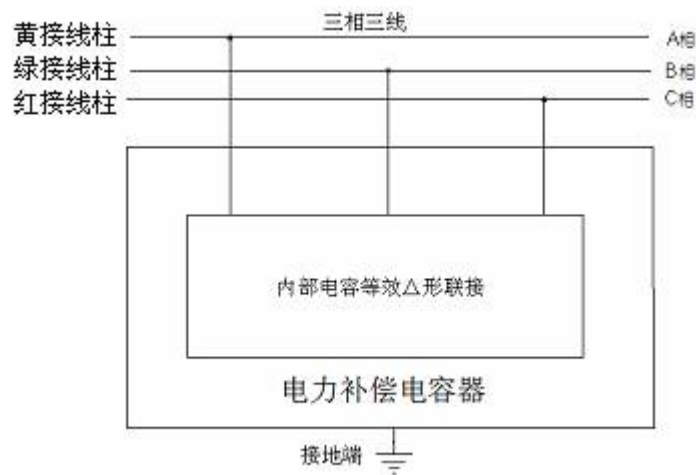 三相三线
黄接线柱 A相
绿接线柱 B相
红接线柱 C相
内部电容等效△形联接
电力补偿电容器
接地端